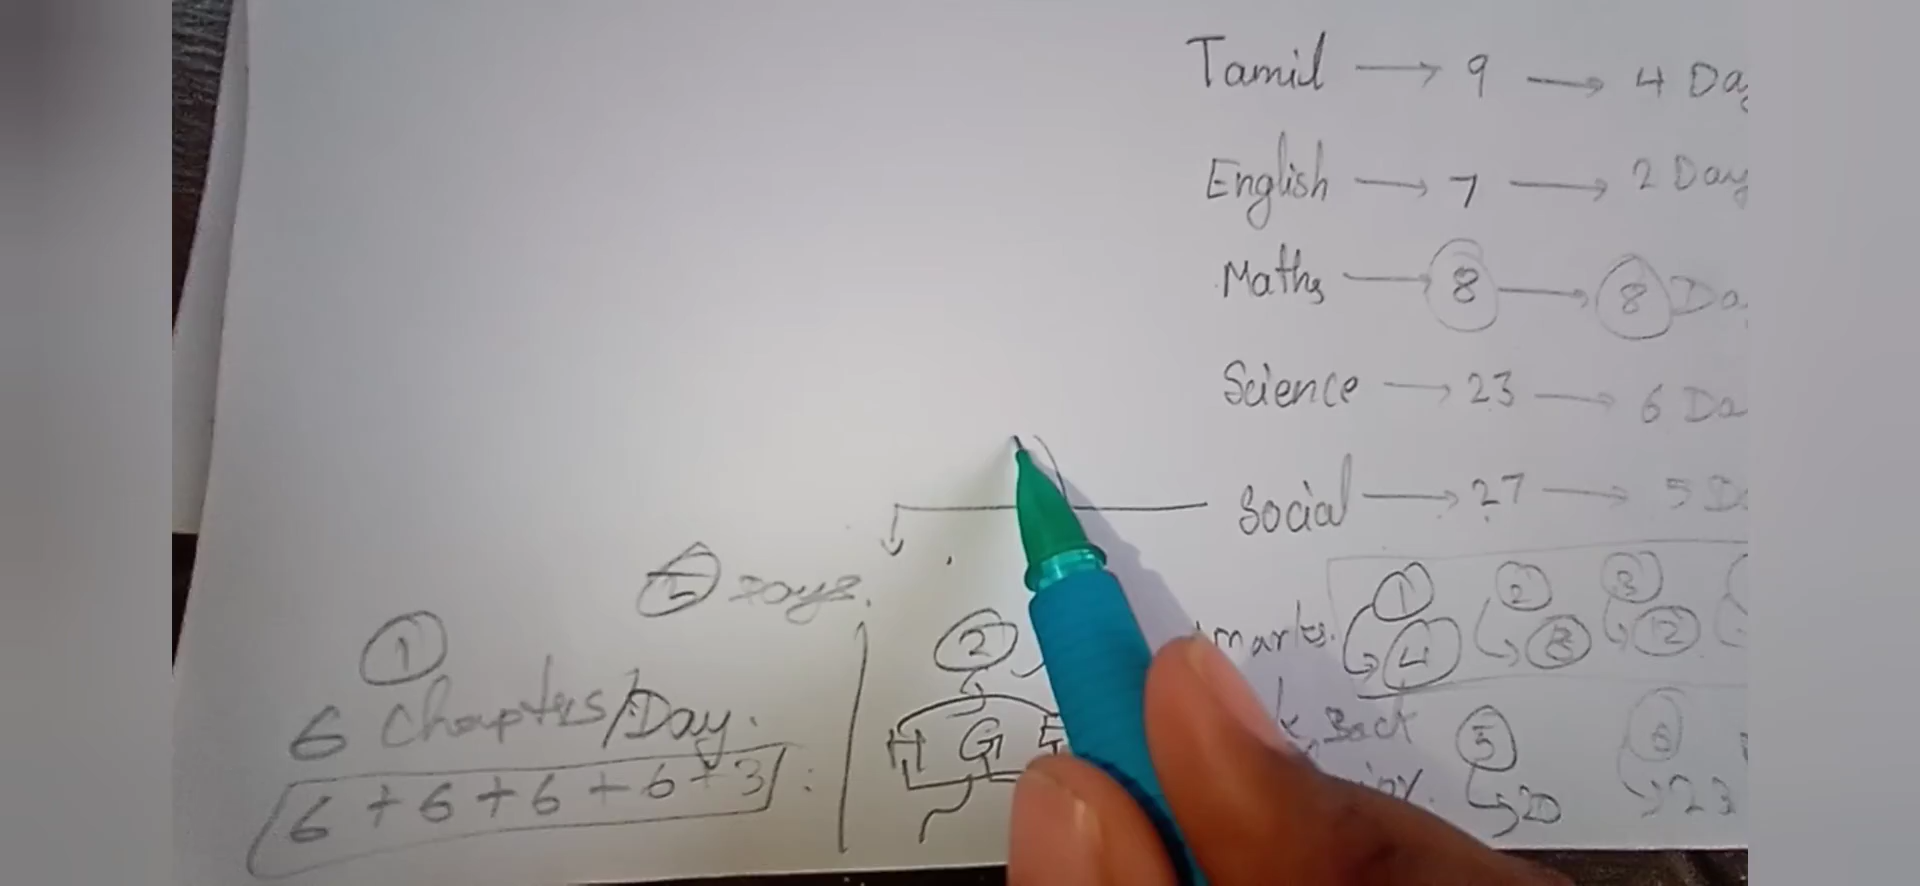 Tamil → 9 → 4 Day
English → 7 → 2 Day
Maths → 8 → 8 Da
Science → 23 → 6 Da
Social → 27 → 5 D
5 Days.
1
6 Chapters/Day.
6 + 6 + 6 + 6 + 3
2
H G E
marks.
1 2 3
4 8 12
Back
5 6
20 23